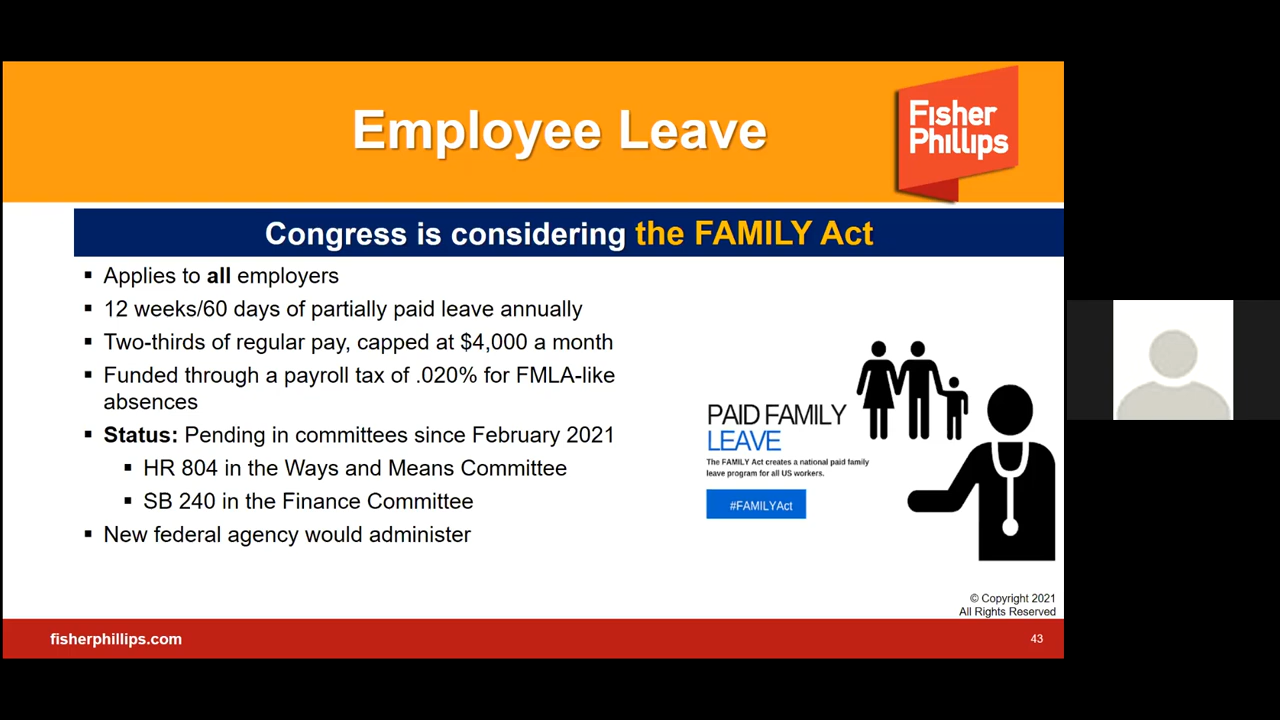 Employee Leave
Fisher
Phillips
Congress is considering the FAMILY Act
▪ Applies to all employers
▪ 12 weeks/60 days of partially paid leave annually
▪ Two-thirds of regular pay, capped at $4,000 a month
▪ Funded through a payroll tax of .020% for FMLA-like
absences
▪ Status: Pending in committees since February 2021
▪ HR 804 in the Ways and Means Committee
▪ SB 240 in the Finance Committee
▪ New federal agency would administer
PAID FAMILY
LEAVE
The FAMILY Act creates a national paid family
leave program for all US workers.
#FAMILYAct
© Copyright 2021
All Rights Reserved
fisherphillips.com
43